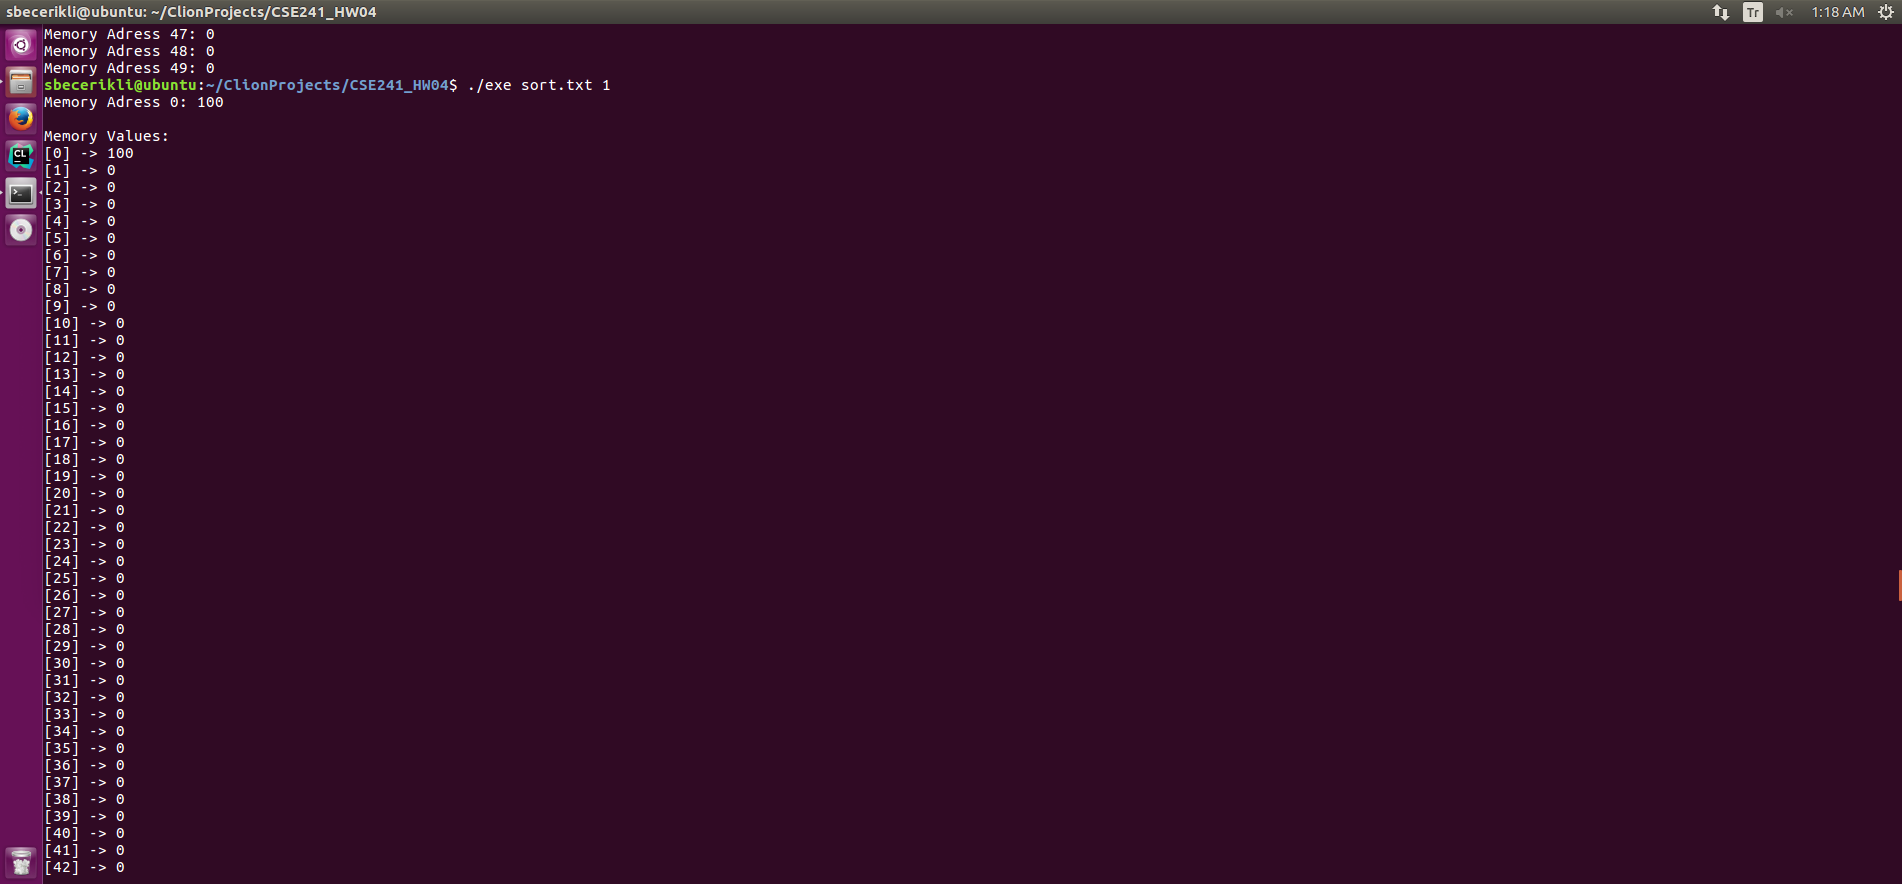 sbecerikli@ubuntu: ~/ClionProjects/CSE241_HW04
Tr
1:18 AM
Memory Adress 47: 0
Memory Adress 48: 0
Memory Adress 49: 0
sbecerikli@ubuntu:~/ClionProjects/CSE241_HW04$ ./exe sort.txt 1
Memory Adress 0: 100
Memory Values:
[0] -> 100
[1] -> 0
[2] -> 0
[3] -> 0
[4] -> 0
[5] -> 0
[6] -> 0
[7] -> 0
[8] -> 0
[9] -> 0
[10] -> 0
[11] -> 0
[12] -> 0
[13] -> 0
[14] -> 0
[15] -> 0
[16] -> 0
[17] -> 0
[18] -> 0
[19] -> 0
[20] -> 0
[21] -> 0
[22] -> 0
[23] -> 0
[24] -> 0
[25] -> 0
[26] -> 0
[27] -> 0
[28] -> 0
[29] -> 0
[30] -> 0
[31] -> 0
[32] -> 0
[33] -> 0
[34] -> 0
[35] -> 0
[36] -> 0
[37] -> 0
[38] -> 0
[39] -> 0
[40] -> 0
[41] -> 0
[42] -> 0
CL